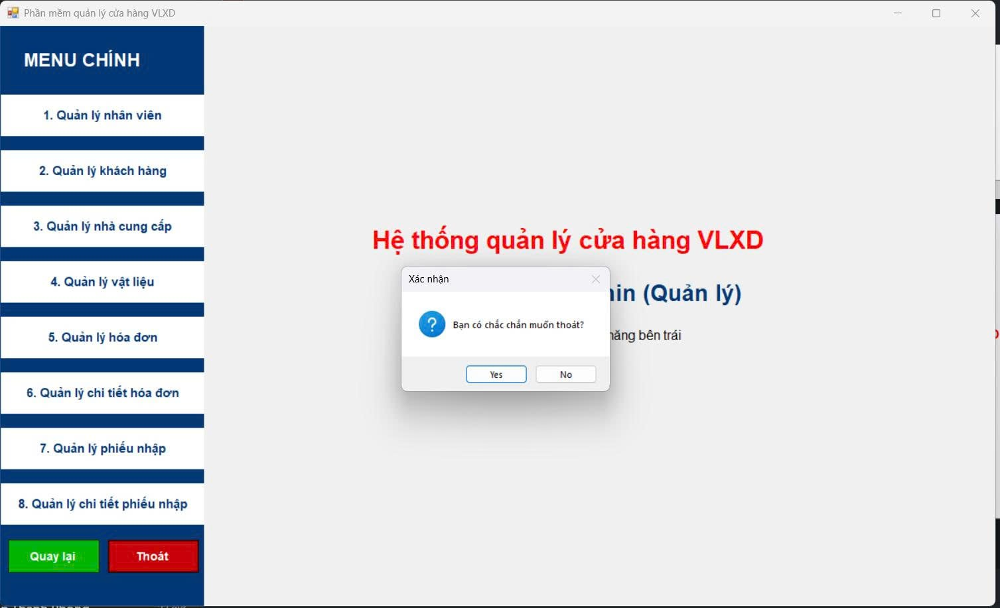 Phần mềm quản lý cửa hàng VLXD
MENU CHÍNH
1. Quản lý nhân viên
2. Quản lý khách hàng
3. Quản lý nhà cung cấp
4. Quản lý vật liệu
5. Quản lý hóa đơn
6. Quản lý chi tiết hóa đơn
7. Quản lý phiếu nhập
8. Quản lý chi tiết phiếu nhập
Quay lại
Thoát
Hệ thống quản lý cửa hàng VLXD
(Quản lý)
bên trái
Xác nhận
Bạn có chắc chắn muốn thoát?
Yes
No